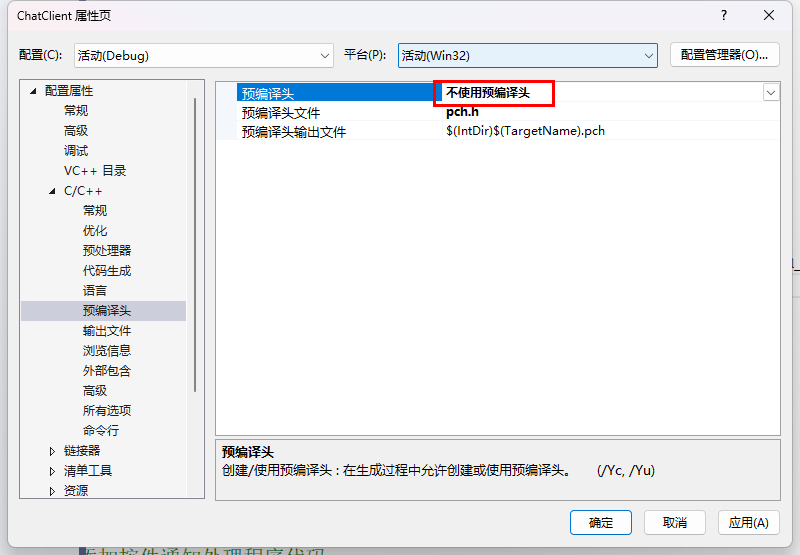 ChatClient 属性页
?
配置(C):
活动(Debug)
平台(P):
活动(Win32)
配置管理器(O)...
配置属性
常规
高级
调试
VC++ 目录
C/C++
常规
优化
预处理器
代码生成
语言
预编译头
输出文件
浏览信息
外部包含
高级
所有选项
命令行
链接器
清单工具
资源
预编译头 不使用预编译头
预编译头文件 pch.h
预编译头输出文件 $(IntDir)$(TargetName).pch
预编译头
创建/使用预编译头 : 在生成过程中允许创建或使用预编译头。 (/Yc, /Yu)
确定
取消
应用(A)
添加控件通知处理程序代码